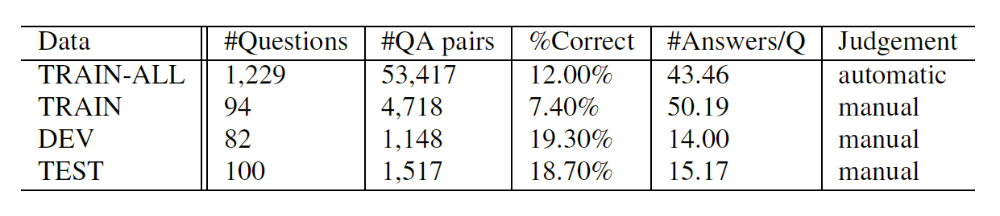 Data #Questions #QA pairs %Correct #Answers/Q Judgement
TRAIN-ALL 1,229 53,417 12.00% 43.46 automatic
TRAIN 94 4,718 7.40% 50.19 manual
DEV 82 1,148 19.30% 14.00 manual
TEST 100 1,517 18.70% 15.17 manual